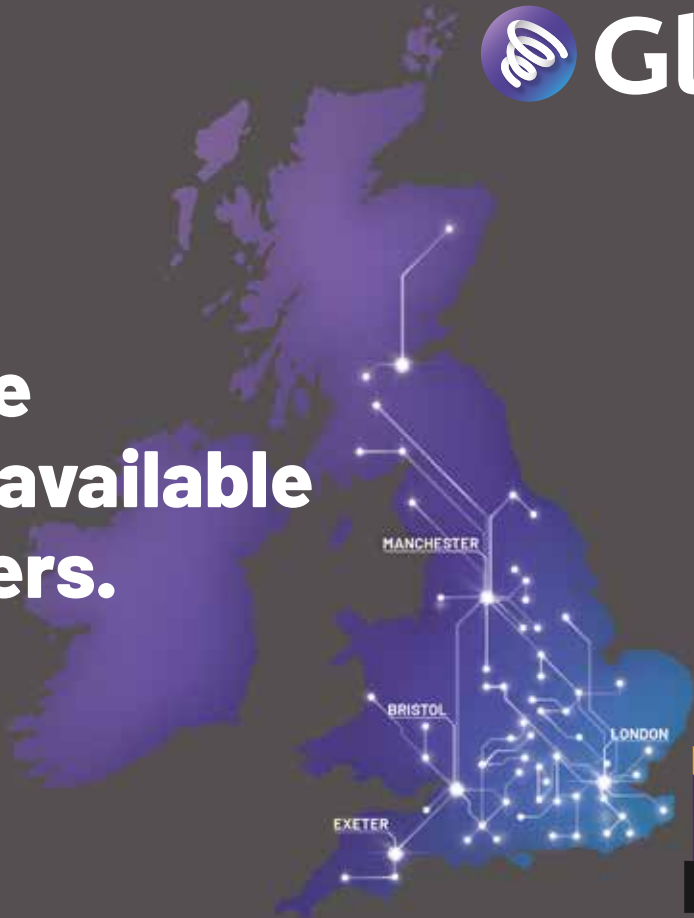 Gl
e
available
ers.
MANCHESTER
BRISTOL
LONDON
EXETER